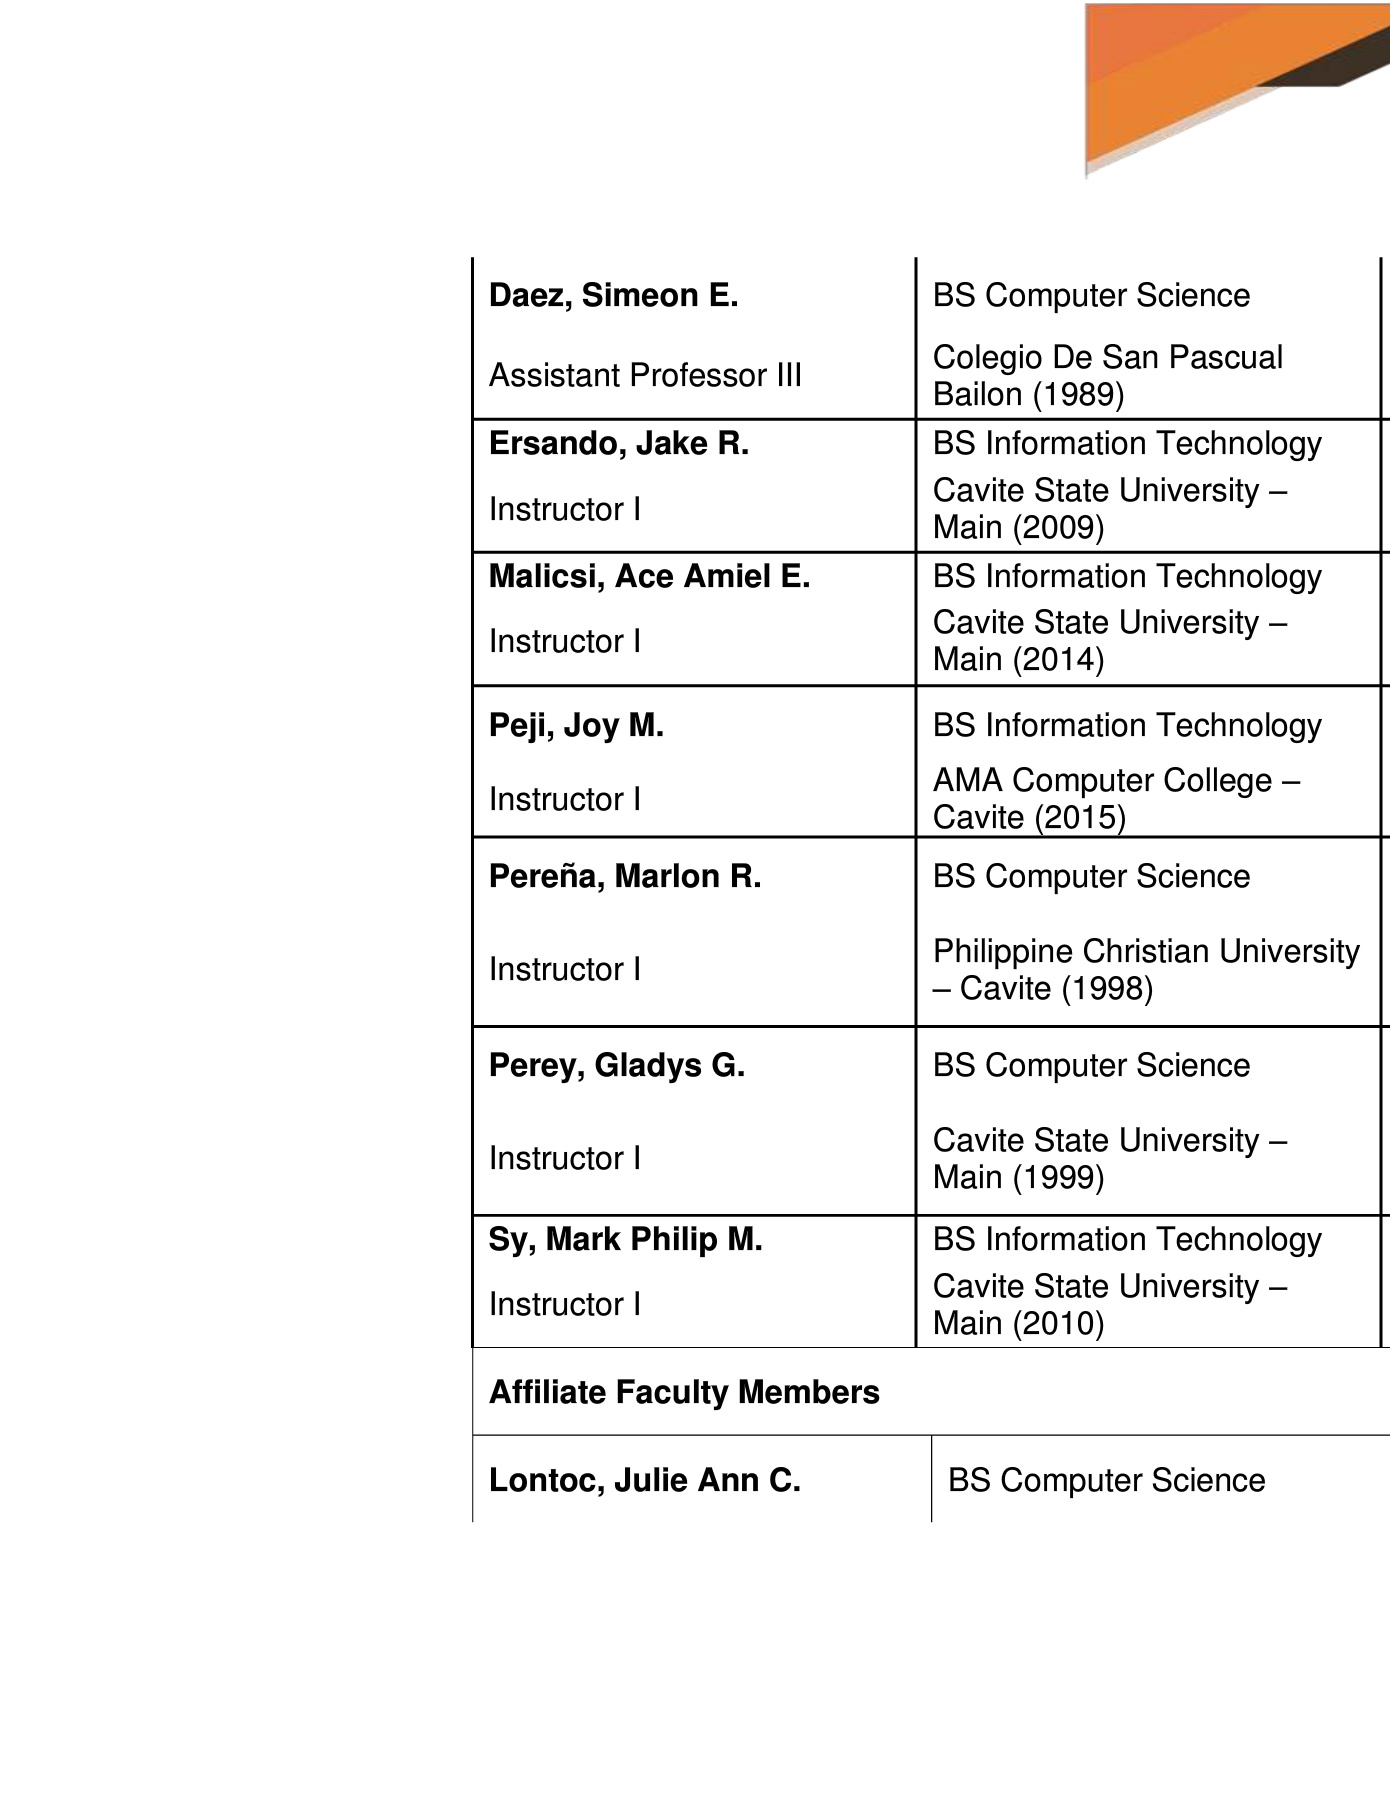 Daez, Simeon E.
BS Computer Science
Assistant Professor III
Colegio De San Pascual
Bailon (1989)
Ersando, Jake R.
BS Information Technology
Instructor I
Cavite State University –
Main (2009)
Malicsi, Ace Amiel E.
BS Information Technology
Instructor I
Cavite State University –
Main (2014)
Peji, Joy M.
BS Information Technology
Instructor I
AMA Computer College –
Cavite (2015)
Pereña, Marlon R.
BS Computer Science
Instructor I
Philippine Christian University
– Cavite (1998)
Perey, Gladys G.
BS Computer Science
Instructor I
Cavite State University –
Main (1999)
Sy, Mark Philip M.
BS Information Technology
Instructor I
Cavite State University –
Main (2010)
Affiliate Faculty Members
Lontoc, Julie Ann C.
BS Computer Science